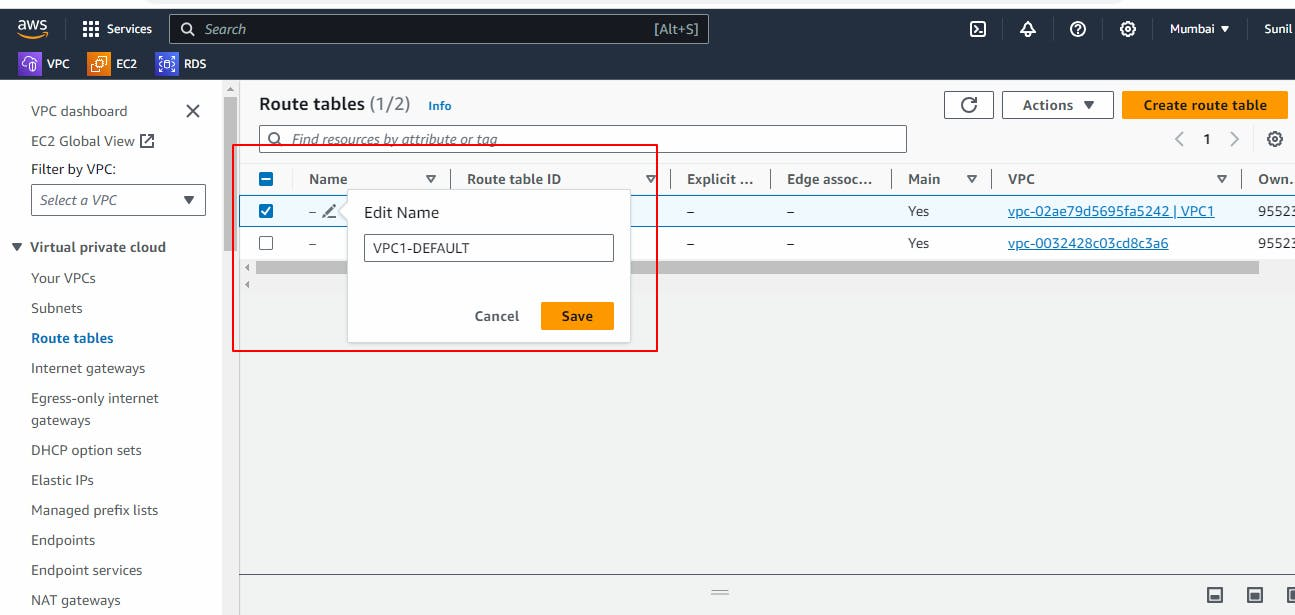 aws Services Search [Alt+S] Mumbai Sunil
VPC EC2 RDS
VPC dashboard
EC2 Global View
Filter by VPC:
Select a VPC
Virtual private cloud
Your VPCs
Subnets
Route tables
Internet gateways
Egress-only internet
gateways
DHCP option sets
Elastic IPs
Managed prefix lists
Endpoints
Endpoint services
NAT gateways
Route tables (1/2) Info Actions Create route table
Find resources by attribute or tag 1
Name Route table ID Explicit ... Edge assoc... Main VPC Own.
– – – Yes vpc-02ae79d5695fa5242 | VPC1 95523
– – – Yes vpc-0032428c03cd8c3a6 95523
Edit Name
VPC1-DEFAULT
Cancel Save